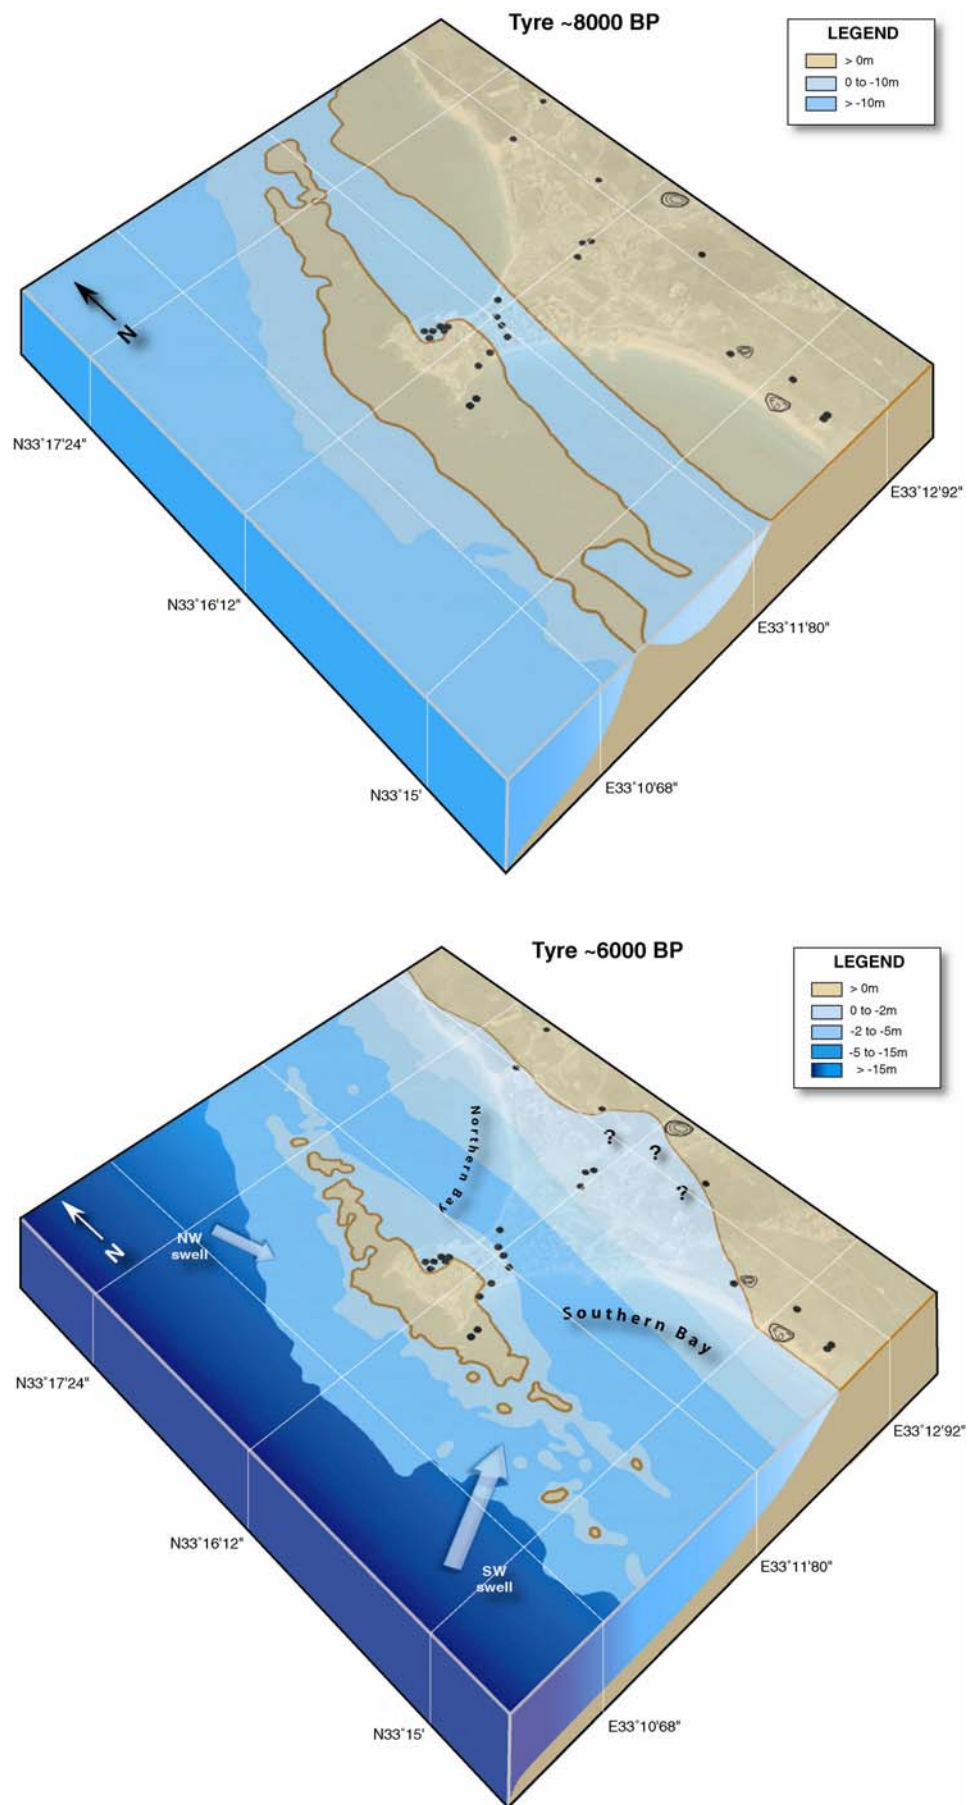 Tyre ~8000 BP
LEGEND
> 0m
0 to -10m
> -10m
N
N33˚17'24"
N33˚16'12"
N33˚15'
E33˚12'92"
E33˚11'80"
E33˚10'68"
Tyre ~6000 BP
LEGEND
> 0m
0 to -2m
-2 to -5m
-5 to -15m
> -15m
Northern Bay
?
?
?
N
NW
swell
Southern Bay
SW
swell
N33˚17'24"
N33˚16'12"
N33˚15'
E33˚12'92"
E33˚11'80"
E33˚10'68"